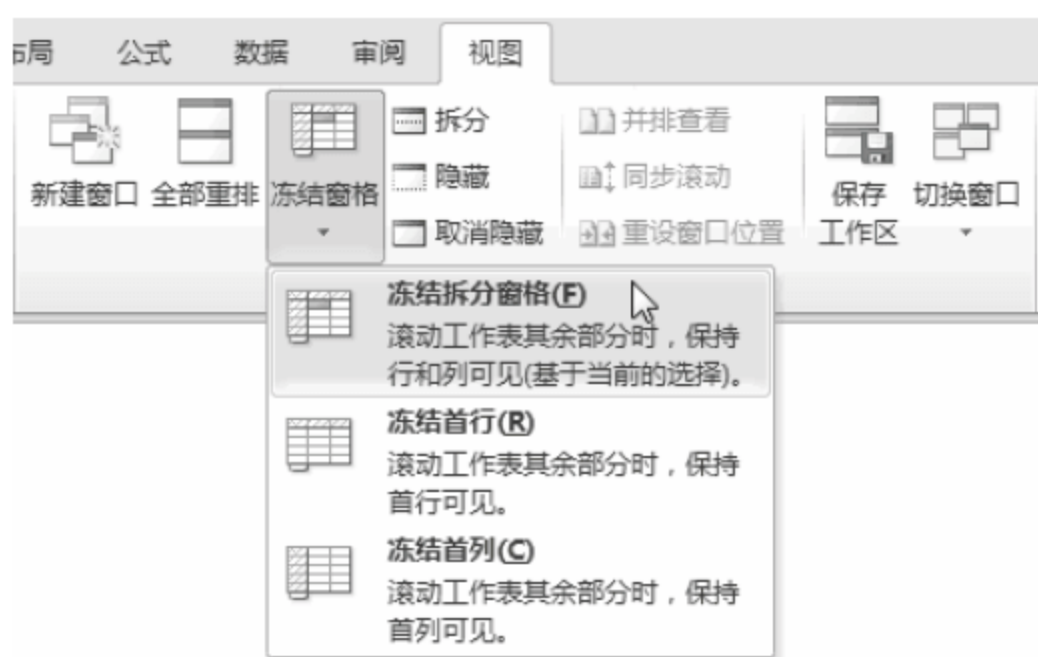 布局 公式 数据 审阅 视图
新建窗口 全部重排 冻结窗格
拆分
隐藏
取消隐藏
并排查看
同步滚动
重设窗口位置
保存
工作区
切换窗口
冻结拆分窗格(F)
滚动工作表其余部分时，保持
行和列可见(基于当前的选择)。
冻结首行(R)
滚动工作表其余部分时，保持
首行可见。
冻结首列(C)
滚动工作表其余部分时，保持
首列可见。